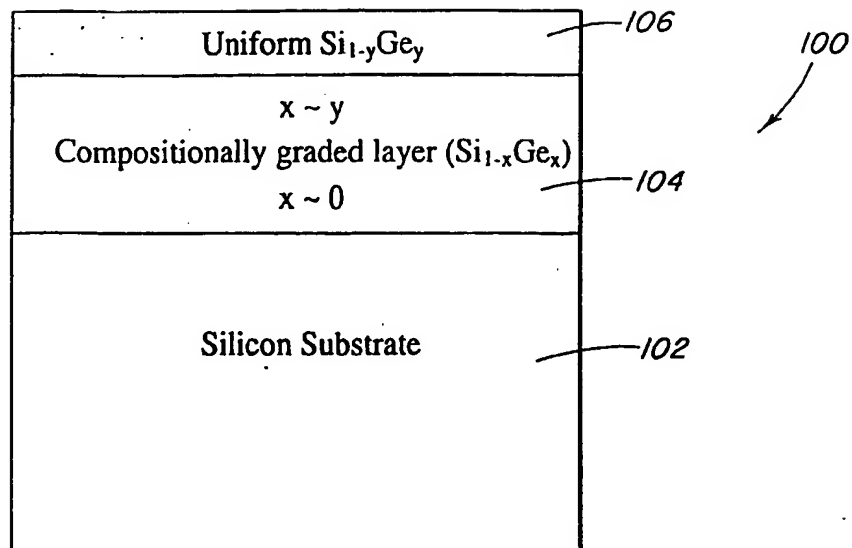 Uniform Si₁₋yGey
106
100
x ~ y
Compositionally graded layer (Si₁₋ₓGeₓ)
104
x ~ 0
Silicon Substrate
102